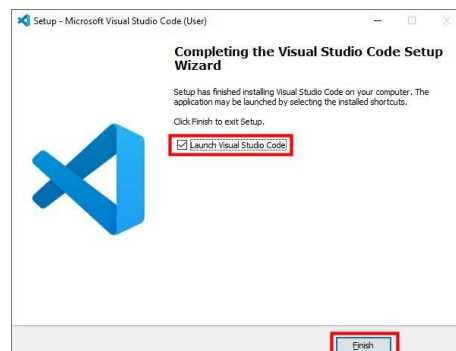 Setup - Microsoft Visual Studio Code (User)
Completing the Visual Studio Code Setup
Wizard
Setup has finished installing Visual Studio Code on your computer. The
application may be launched by selecting the installed shortcuts.
Click Finish to exit Setup.
Launch Visual Studio Code
Finish